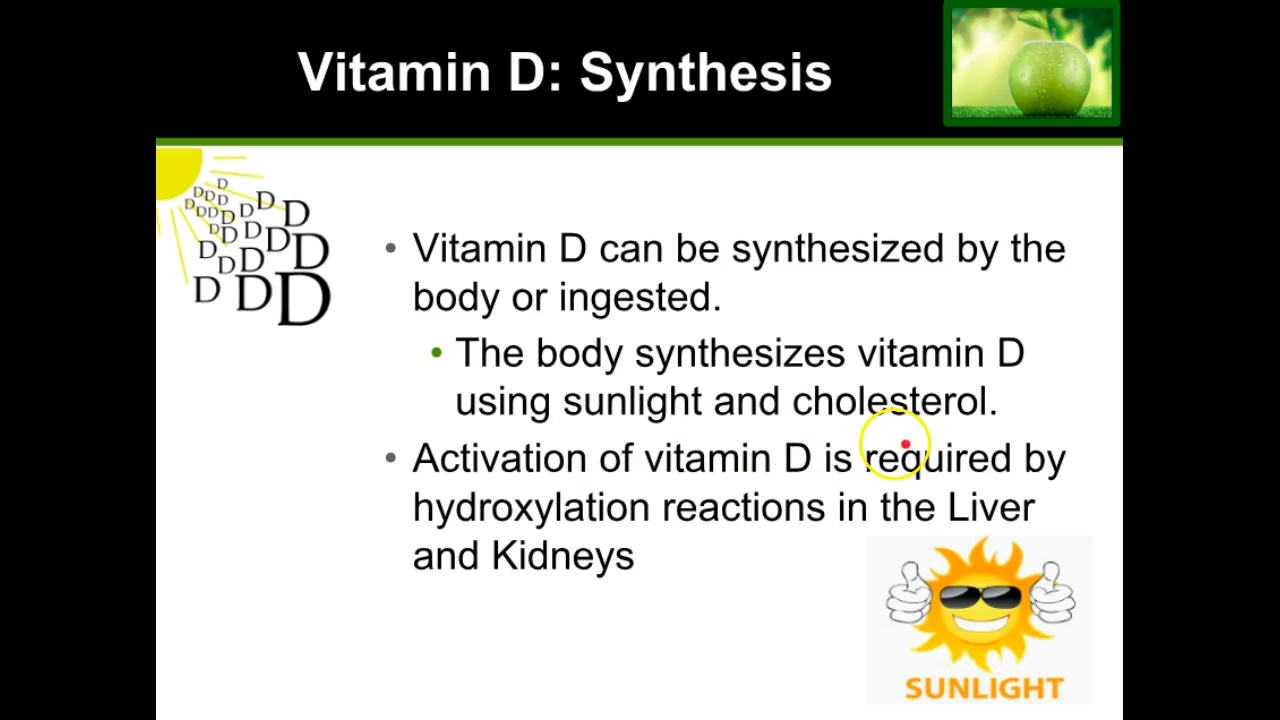 Vitamin D: Synthesis
D
D D D
D D D D
D D D D D D
D D D D
D D D D
D D D
D D D
• Vitamin D can be synthesized by the
body or ingested.
• The body synthesizes vitamin D
using sunlight and cholesterol.
• Activation of vitamin D is required by
hydroxylation reactions in the Liver
and Kidneys
SUNLIGHT